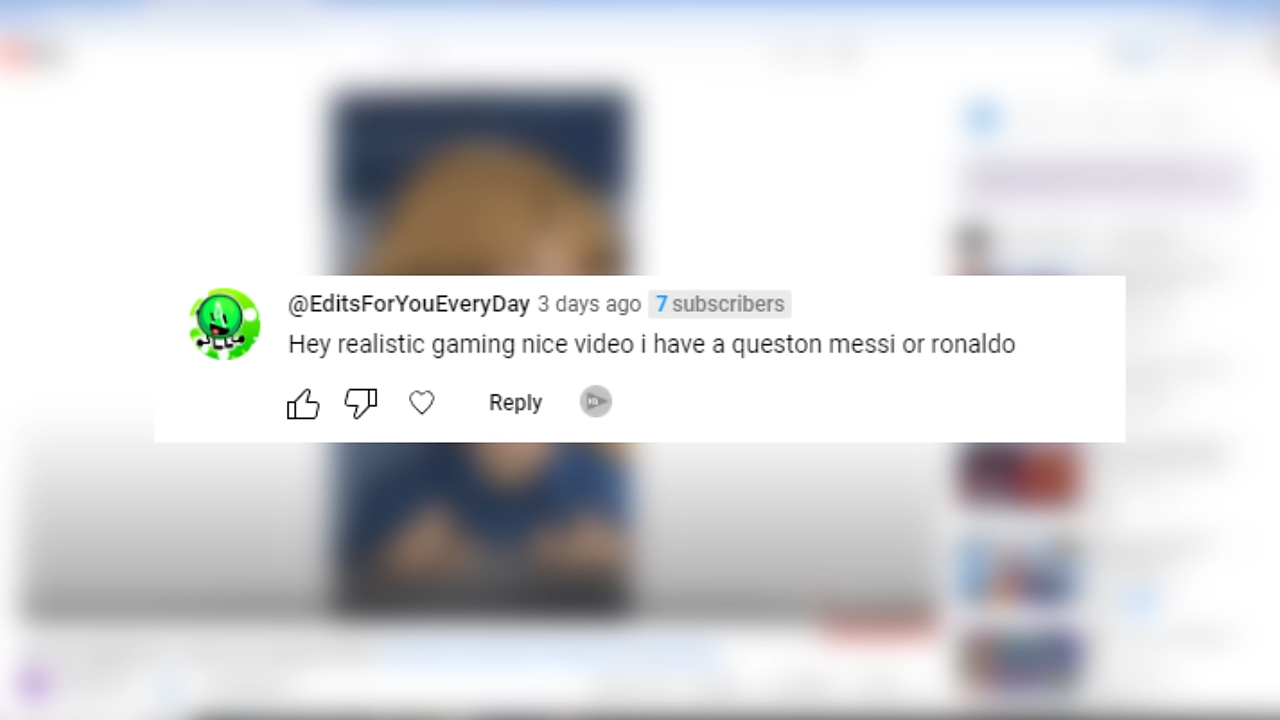 @EditsForYouEveryDay 3 days ago 7 subscribers
Hey realistic gaming nice video i have a queston messi or ronaldo
Reply